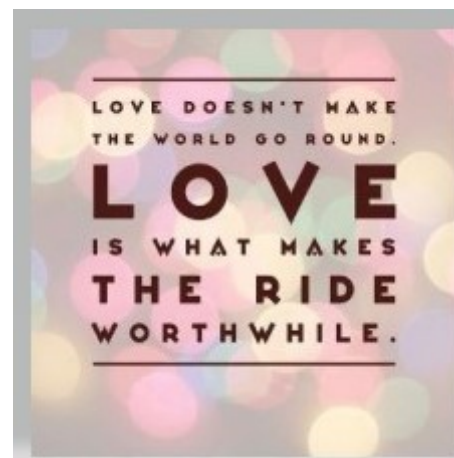 LOVE DOESN'T MAKE
THE WORLD GO ROUND.
LOVE
IS WHAT MAKES
THE RIDE
WORTHWHILE.